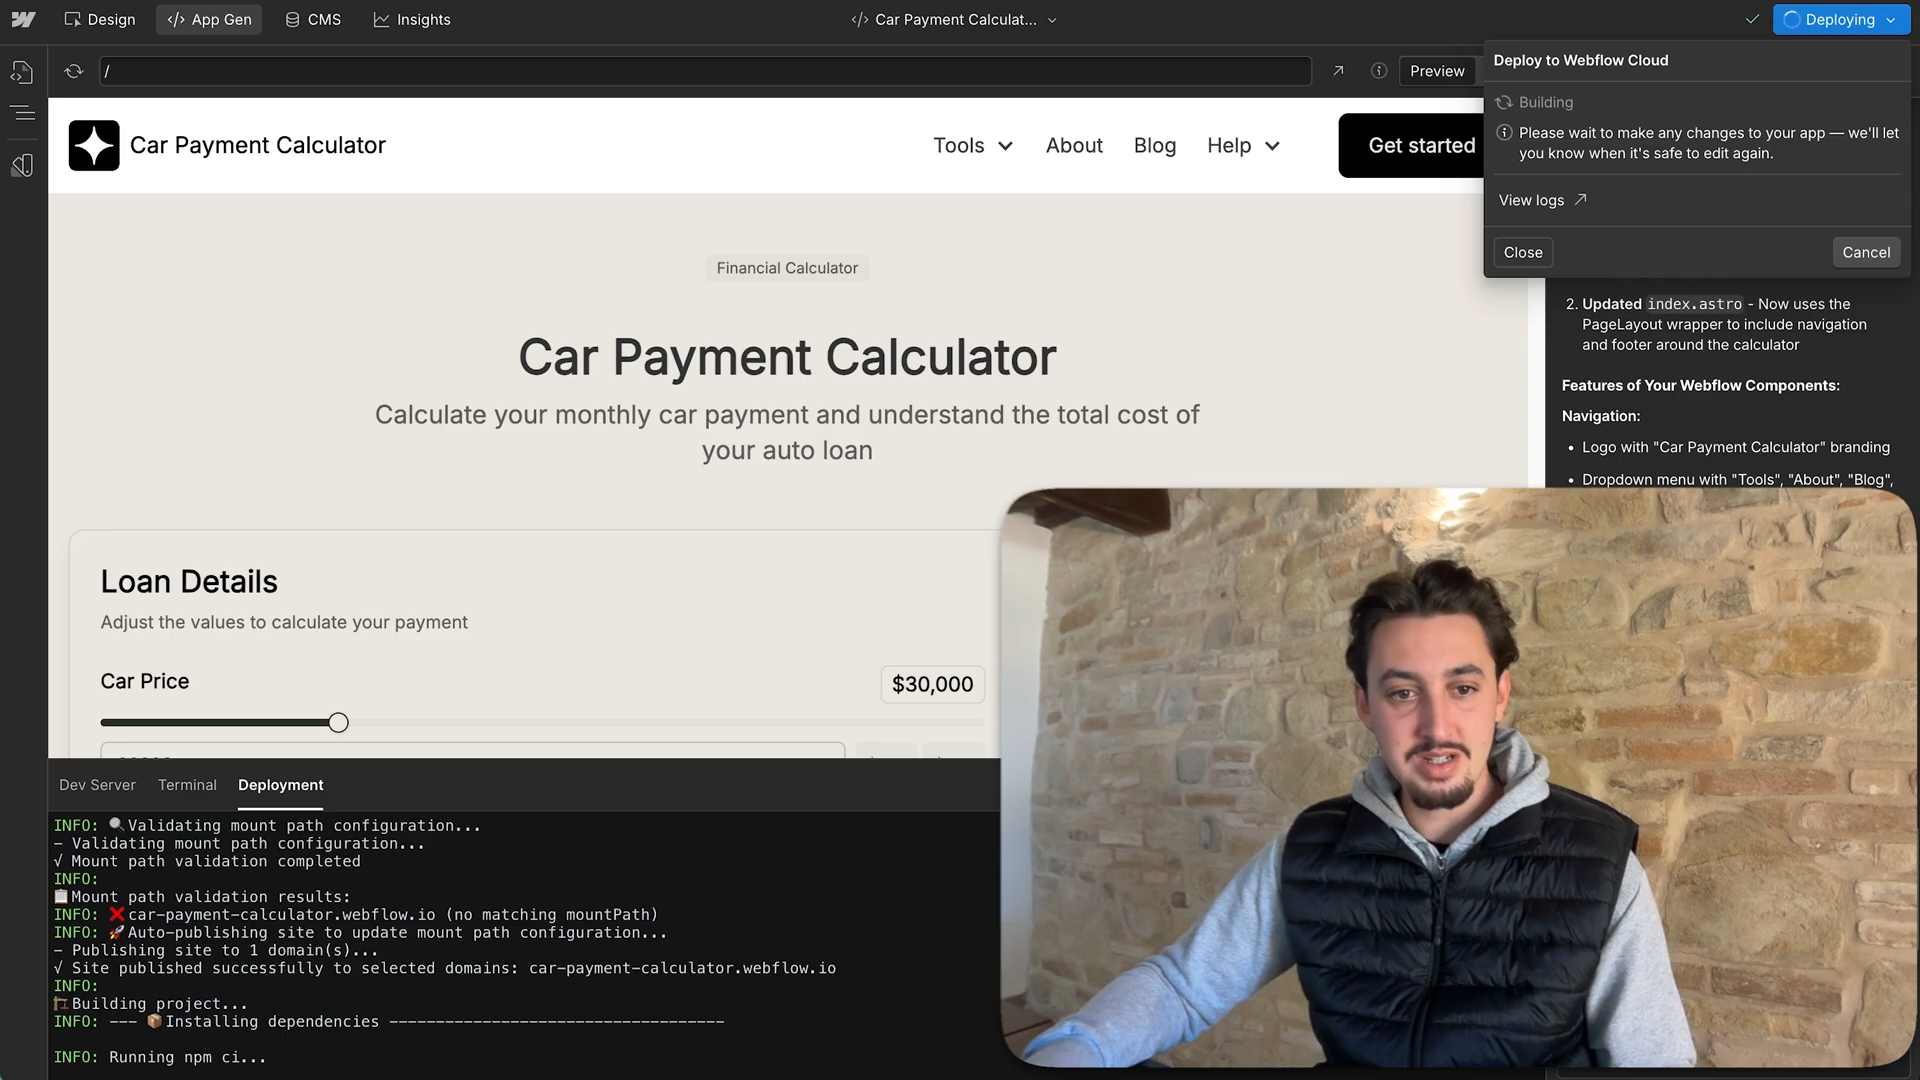 Design
App Gen
CMS
Insights
Car Payment Calculat...
Deploying
/
Preview
Deploy to Webflow Cloud
Building
Please wait to make any changes to your app — we'll let
you know when it's safe to edit again.
View logs
Close
Cancel
Car Payment Calculator
Tools
About
Blog
Help
Get started
Financial Calculator
Car Payment Calculator
Calculate your monthly car payment and understand the total cost of
your auto loan
Loan Details
Adjust the values to calculate your payment
Car Price
$30,000
2. Updated index.astro - Now uses the
PageLayout wrapper to include navigation
and footer around the calculator
Features of Your Webflow Components:
Navigation:
• Logo with "Car Payment Calculator" branding
• Dropdown menu with "Tools", "About", "Blog",
Dev Server
Terminal
Deployment
INFO: 🔍Validating mount path configuration...
– Validating mount path configuration...
√ Mount path validation completed
INFO:
📋Mount path validation results:
INFO: ❌car-payment-calculator.webflow.io (no matching mountPath)
INFO: 🚀Auto-publishing site to update mount path configuration...
– Publishing site to 1 domain(s)...
√ Site published successfully to selected domains: car-payment-calculator.webflow.io
INFO:
🏗Building project...
INFO: ——— 📦Installing dependencies ————————————————————————————————————
INFO: Running npm ci...